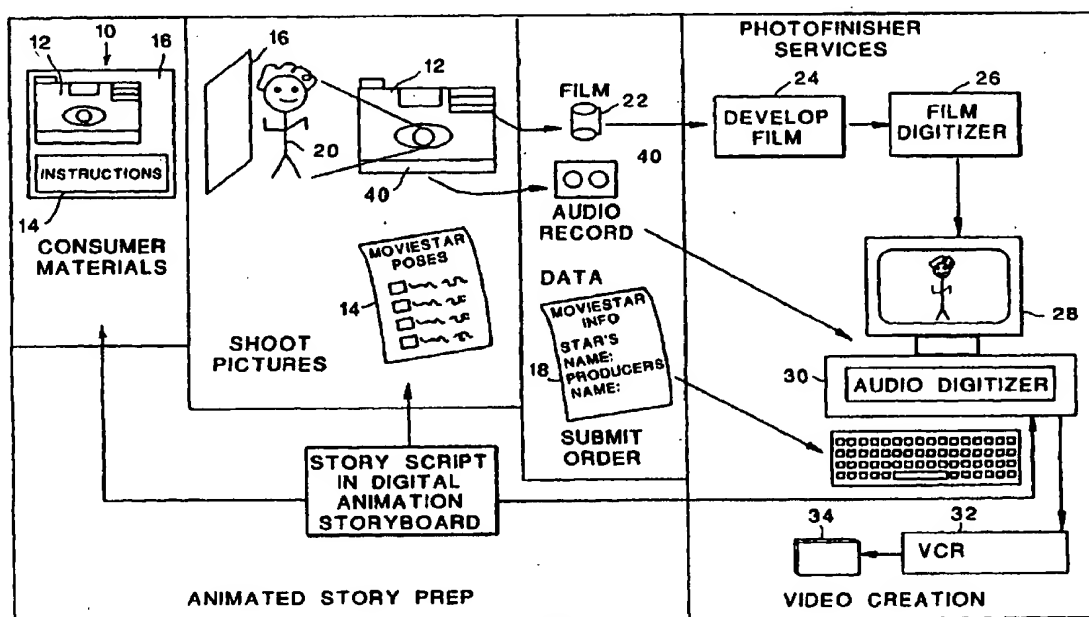 10
12
16
INSTRUCTIONS
14
CONSUMER
MATERIALS
16
12
20
40
MOVIESTAR
POSES
14
SHOOT
PICTURES
FILM
22
40
AUDIO
RECORD
DATA
MOVIESTAR
INFO
STAR'S
NAME:
PRODUCERS
NAME:
18
SUBMIT
ORDER
STORY SCRIPT
IN DIGITAL
ANIMATION
STORYBOARD
ANIMATED STORY PREP
PHOTOFINISHER
SERVICES
24
DEVELOP
FILM
26
FILM
DIGITIZER
28
30
AUDIO DIGITIZER
34
32
VCR
VIDEO CREATION